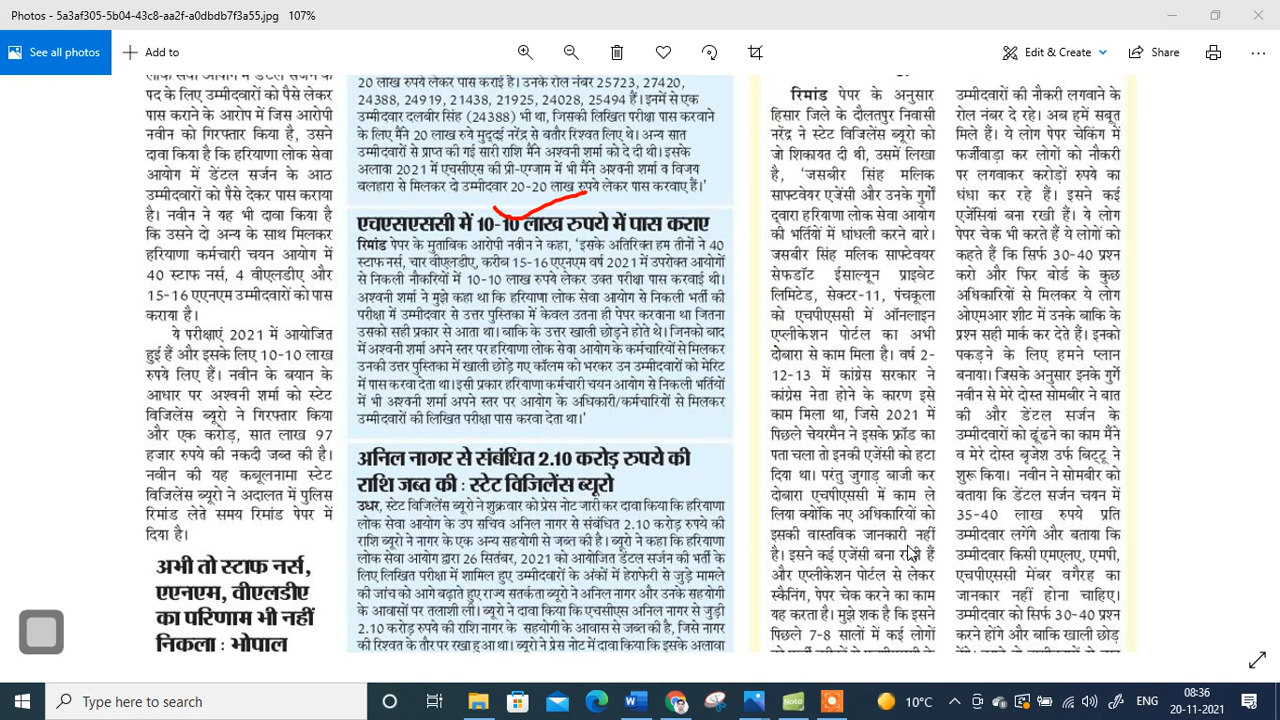 Photos - 5a3af305-5b04-43c8-aa2f-a0dbdb7f3a55.jpg 107%
See all photos
Add to
Edit & Create
Share
लोक सेवा आयोग में डेंटल सर्जन के
पद के लिए उम्मीदवारों को पैसे लेकर
पास कराने के आरोप में जिस आरोपी
नवीन को गिरफ्तार किया है, उसने
दावा किया है कि हरियाणा लोक सेवा
आयोग में डेंटल सर्जन के आठ
उम्मीदवारों को पैसे देकर पास कराया
है। नवीन ने यह भी दावा किया है
कि उसने दो अन्य के साथ मिलकर
हरियाणा कर्मचारी चयन आयोग में
40 स्टाफ नर्स, 4 वीएलडीए और
15-16 एएनएम उम्मीदवारों को पास
कराया है।
ये परीक्षाएं 2021 में आयोजित
हुई हैं और इसके लिए 10-10 लाख
रुपये लिए हैं। नवीन के बयान के
आधार पर अश्वनी शर्मा को स्टेट
विजिलेंस ब्यूरो ने गिरफ्तार किया
और एक करोड़, सात लाख 97
हजार रुपये की नकदी जब्त की है।
नवीन की यह कबूलनामा स्टेट
विजिलेंस ब्यूरो ने अदालत में पुलिस
रिमांड लेते समय रिमांड पेपर में
दिया है।
अभी तो स्टाफ नर्स,
एएनएम, वीएलडीए
का परिणाम भी नहीं
निकला : भोपाल
20 लाख रुपये लेकर पास कराई है। उनके रोल नंबर 25723, 27420,
24388, 24919, 21438, 21925, 24028, 25494 हैं। इनमें से एक
उम्मीदवार दलबीर सिंह (24388) भी था, जिसकी लिखित परीक्षा पास करवाने
के लिए मैंने 20 लाख रुपये मुद्दई नरेंद्र से बतौर रिश्वत लिए थे। अन्य सात
उम्मीदवारों से प्राप्त की गई सारी राशि मैंने अश्वनी शर्मा को दे दी थी। इसके
अलावा 2021 में एचसीएस की प्री-एग्जाम में भी मैंने अश्वनी शर्मा व विजय
बलहारा से मिलकर दो उम्मीदवार 20-20 लाख रुपये लेकर पास करवाए हैं।'
एचएसएससी में 10-10 लाख रुपये में पास कराए
रिमांड पेपर के मुताबिक आरोपी नवीन ने कहा, 'इसके अतिरिक्त हम तीनों ने 40
स्टाफ नर्स, चार वीएलडीए, करीब 15-16 एएनएम वर्ष 2021 में उपरोक्त आयोगों
से निकली नौकरियों में 10-10 लाख रुपये लेकर उक्त परीक्षा पास करवाई थी।
अश्वनी शर्मा ने मुझे कहा था कि हरियाणा लोक सेवा आयोग से निकली भर्ती की
परीक्षा में उम्मीदवार से उत्तर पुस्तिका में केवल उतना ही पेपर करवाना था जितना
उसको सही प्रकार से आता था। बाकि के उत्तर खाली छोड़ने होते थे। जिनको बाद
में अश्वनी शर्मा अपने स्तर पर हरियाणा लोक सेवा आयोग के कर्मचारियों से मिलकर
उनकी उत्तर पुस्तिका में खाली छोड़े गए कॉलम को भरकर उन उम्मीदवारों को मेरिट
में पास करवा देता था। इसी प्रकार हरियाणा कर्मचारी चयन आयोग से निकली भर्तियों
में भी अश्वनी शर्मा अपने स्तर पर आयोग के अधिकारी/कर्मचारियों से मिलकर
उम्मीदवारों की लिखित परीक्षा पास करवा देता था।'
अनिल नागर से संबंधित 2.10 करोड़ रुपये की
राशि जब्त की : स्टेट विजिलेंस ब्यूरो
उधर, स्टेट विजिलेंस ब्यूरो ने शुक्रवार को प्रेस नोट जारी कर दावा किया कि हरियाणा
लोक सेवा आयोग के उप सचिव अनिल नागर से संबंधित 2.10 करोड़ रुपये की
राशि ब्यूरो ने नागर के एक अन्य सहयोगी से जब्त की है। ब्यूरो ने कहा कि हरियाणा
लोक सेवा आयोग द्वारा 26 सितंबर, 2021 को आयोजित डेंटल सर्जन की भर्ती के
लिए लिखित परीक्षा में शामिल हुए उम्मीदवारों के अंकों में हेराफेरी से जुड़े मामले
की जांच को आगे बढ़ाते हुए राज्य सतर्कता ब्यूरो ने अनिल नागर और उनके सहयोगी
के आवासों पर तलाशी ली। ब्यूरो ने दावा किया कि एचसीएस अनिल नागर से जुड़ी
2.10 करोड़ रुपये की राशि नागर के सहयोगी के आवास से जब्त की है, जिसे नागर
की रिश्वत के तौर पर रखा हुआ था। ब्यूरो ने प्रेस नोट में दावा किया कि इसके अलावा
रिमांड पेपर के अनुसार
हिसार जिले के दौलतपुर निवासी
नरेंद्र ने स्टेट विजिलेंस ब्यूरो को
जो शिकायत दी थी, उसमें लिखा
है, 'जसबीर सिंह मलिक
साफ्टवेयर एजेंसी और उनके गुर्गों
द्वारा हरियाणा लोक सेवा आयोग
की भर्तियों में धांधली करने बारे।
जसबीर सिंह मलिक साफ्टवेयर
सेफडॉट ईसाल्यून प्राइवेट
लिमिटेड, सेक्टर-11, पंचकूला
को एचपीएससी में ऑनलाइन
एप्लीकेशन पोर्टल का अभी
दोबारा से काम मिला है। वर्ष 2-
12-13 में कांग्रेस सरकार ने
कांग्रेस नेता होने के कारण इसे
काम मिला था, जिसे 2021 में
पिछले चेयरमैन ने इसके फ्रॉड का
पता चला तो इनकी एजेंसी को हटा
दिया था। परंतु जुगाड़ बाजी कर
दोबारा एचपीएससी में काम ले
लिया क्योंकि नए अधिकारियों को
इसकी वास्तविक जानकारी नहीं
है। इसने कई एजेंसी बना रखी हैं
और एप्लीकेशन पोर्टल से लेकर
स्कैनिंग, पेपर चेक करने का काम
यह करता है। मुझे शक है कि इसने
पिछले 7-8 सालों में कई लोगों
उम्मीदवारों की नौकरी लगवाने के
रोल नंबर दे रहे। अब हमें सबूत
मिले हैं। ये लोग पेपर चेकिंग में
फर्जीवाड़ा कर लोगों को नौकरी
पर लगवाकर करोड़ों रुपये का
धंधा कर रहे हैं। इसने कई
एजेंसियां बना रखी हैं। ये लोग
पेपर चेक भी करते हैं ये लोगों को
कहते हैं कि सिर्फ 30-40 प्रश्न
करो और फिर बोर्ड के कुछ
अधिकारियों से मिलकर ये लोग
ओएमआर शीट में उनके बाकि के
प्रश्न सही मार्क कर देते हैं। इनको
पकड़ने के लिए हमने प्लान
बनाया। जिसके अनुसार इनके गुर्गे
नवीन से मेरे दोस्त सोमबीर ने बात
की और डेंटल सर्जन के
उम्मीदवारों को ढूंढने का काम मैंने
व मेरे दोस्त बृजेश उर्फ बिट्टू ने
शुरू किया। नवीन ने सोमबीर को
बताया कि डेंटल सर्जन चयन में
35-40 लाख रुपये प्रति
उम्मीदवार लगेंगे और बताया कि
उम्मीदवार किसी एमएलए, एमपी,
एचपीएससी मेंबर वगैरह का
जानकार नहीं होना चाहिए।
उम्मीदवार को सिर्फ 30-40 प्रश्न
करने होंगे और बाकि खाली छोड़
Type here to search
Note
10°C
ENG
08:36
20-11-2021